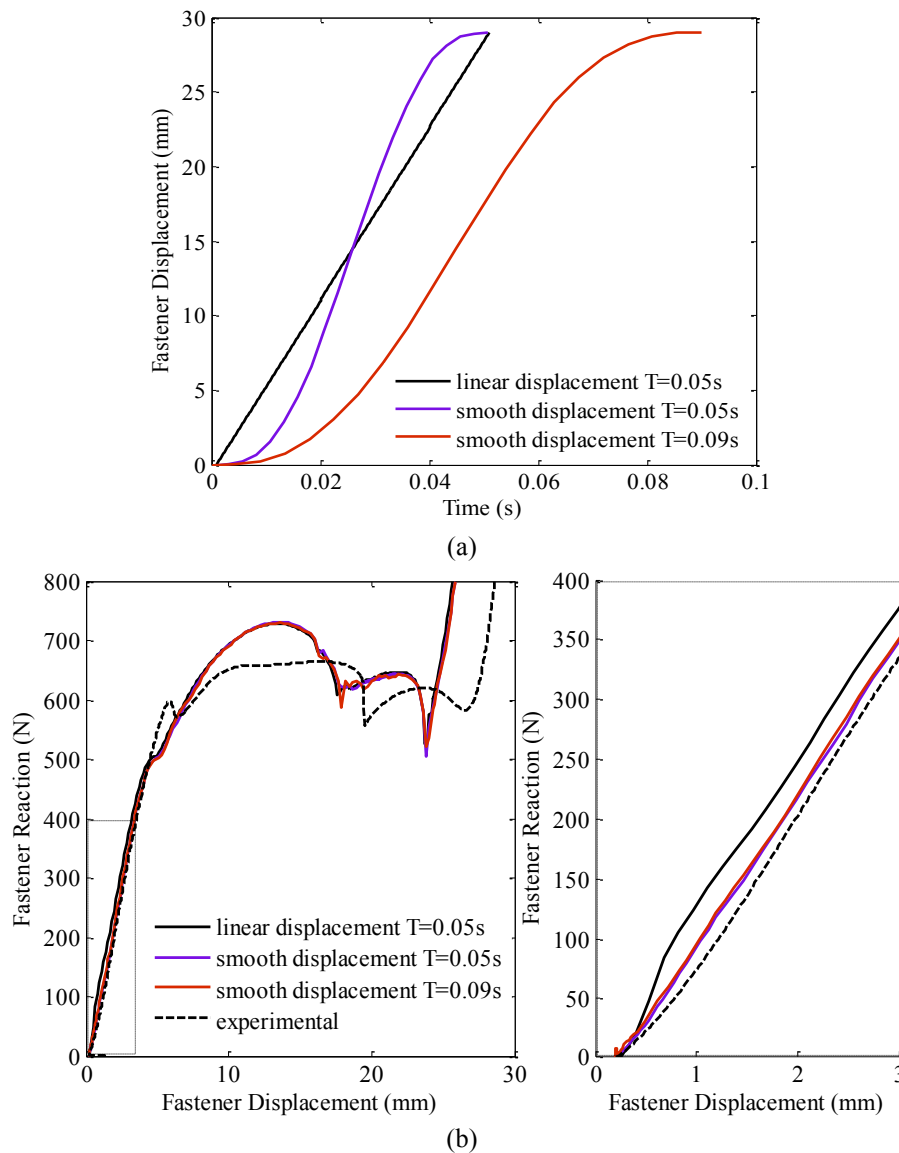 30
25
20
15
10
5
0
Fastener Displacement (mm)
linear displacement T=0.05s
smooth displacement T=0.05s
smooth displacement T=0.09s
0 0.02 0.04 0.06 0.08 0.1
Time (s)
(a)
800
700
600
500
400
300
200
100
0
Fastener Reaction (N)
linear displacement T=0.05s
smooth displacement T=0.05s
smooth displacement T=0.09s
experimental
0 10 20 30
Fastener Displacement (mm)
400
350
300
250
200
150
100
50
0
Fastener Reaction (N)
0 1 2 3
Fastener Displacement (mm)
(b)